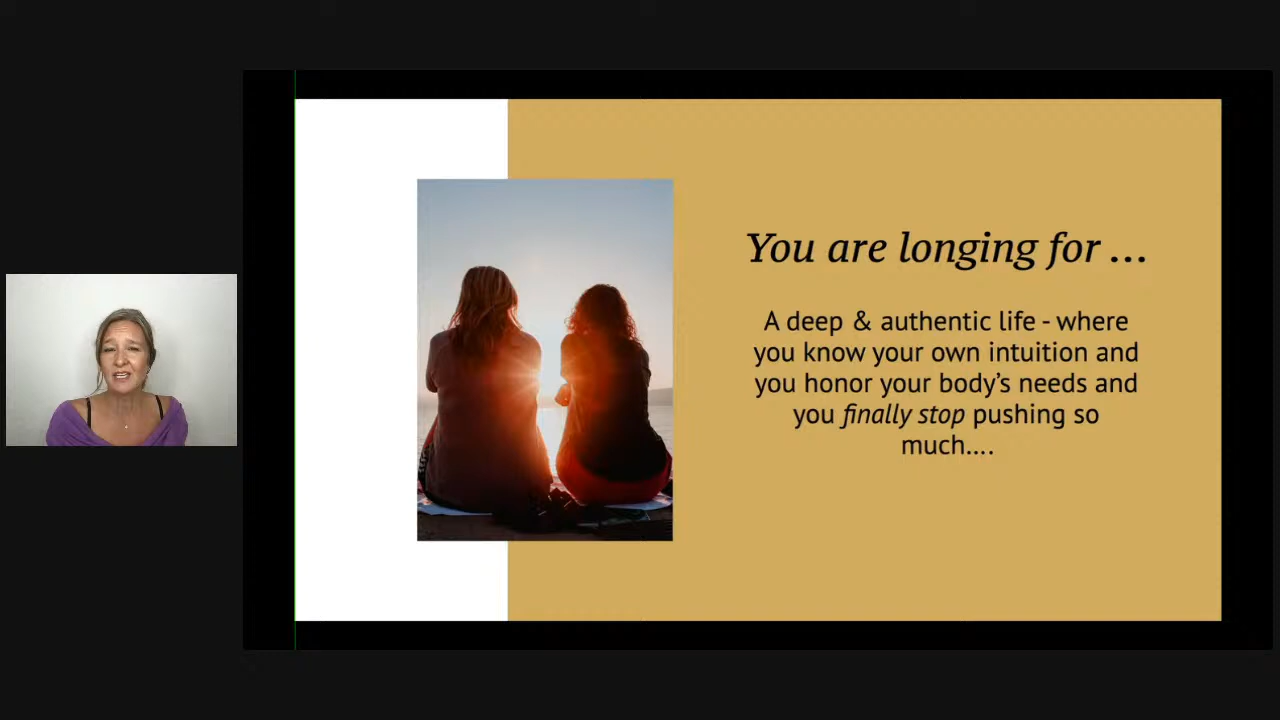 You are longing for ...
A deep & authentic life - where
you know your own intuition and
you honor your body’s needs and
you finally stop pushing so
much....